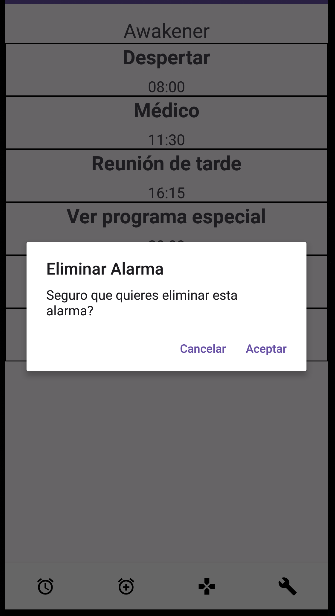 Awakener
Despertar
08:00
Médico
11:30
Reunión de tarde
16:15
Ver programa especial
Eliminar Alarma
Seguro que quieres eliminar esta
alarma?
Cancelar
Aceptar